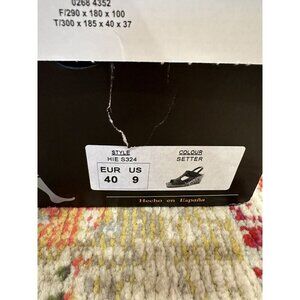 0268 4352
F/290 x 180 x 100
T/300 x 185 x 40 x 37
STYLE COLOUR
HIE S324 SETTER
EUR US
40 9
Hecho en España